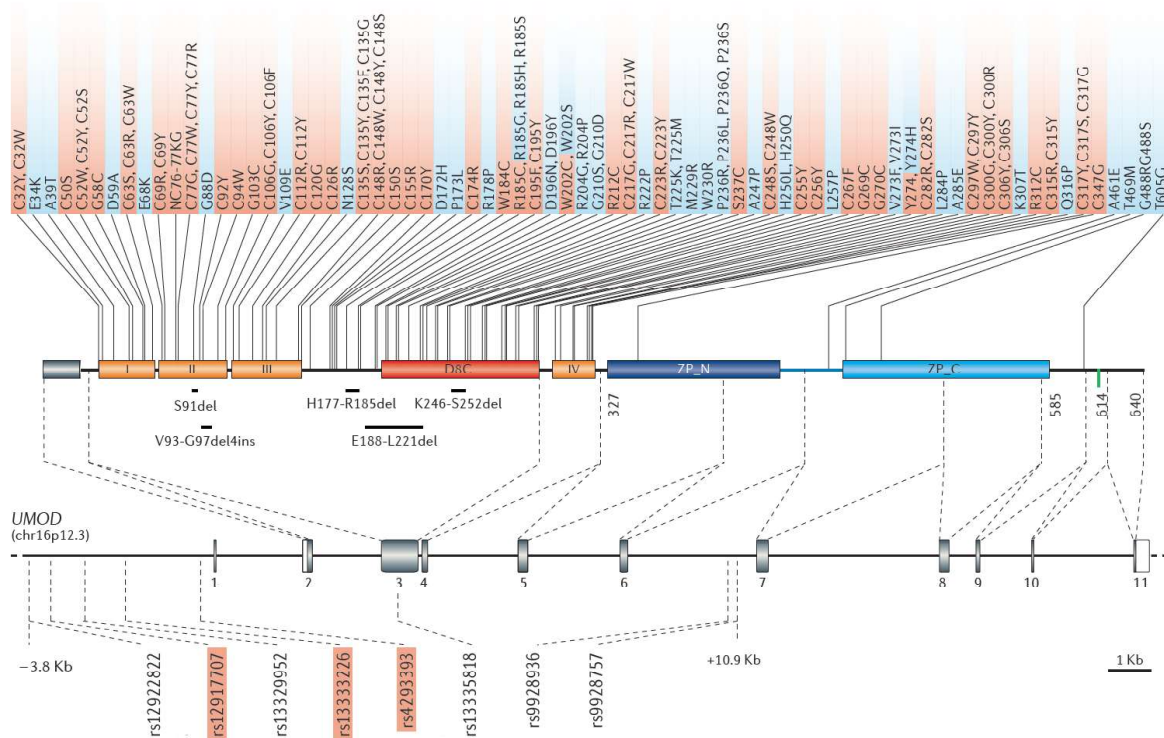 C32Y, C32W
E34K
A39T
C50S
C52W, C52Y, C52S
G58C
D59A
C63S, C63R, C63W
E68K
C69R, C69Y
NC76-77KG
C77G, C77W, C77Y, C77R
G88D
C92Y
C94W
G103C
C106G, C106Y, C106F
V109E
C112R, C112Y
C120G
C126R
N128S
C135S, C135Y, C135F, C135G
C148R, C148W, C148Y, C148S
C150S
C155R
C170Y
D172H
P173L
C174R
R178P
W184C
R185C, R185G, R185H, R185S
C195F, C195Y
D196N, D196Y
W202C, W202S
R204G, R204P
G210S, G210D
R212C
C217G, C217R, C217W
R222P
C223R, C223Y
T225K, T225M
M229R
W230R
P236R, P236L, P236Q, P236S
S237C
A247P
C248S, C248W
H250L, H250Q
C255Y
C256Y
L257P
C267F
G269C
G270C
V273F, V273I
Y274, Y274H
C282R, C282S
L284P
A285E
C297W, C297Y
C300G, C300Y, C300R
C306Y, C306S
K307T
R312C
C315R, C315Y
Q316P
C317Y, C317S, C317G
C347G
A461E
T469M
G488RG488S
T605G
I
II
III
D8C
IV
ZP_N
ZP_C
S91del
V93-G97del4ins
H177-R185del
E188-L221del
K246-S252del
327
585
614
640
UMOD
(chr16p12.3)
1
2
3
4
5
6
7
8
9
10
11
−3.8 Kb
rs12922822
rs12917707
rs13329952
rs13333226
rs4293393
rs13335818
rs9928936
rs9928757
+10.9 Kb
1 Kb